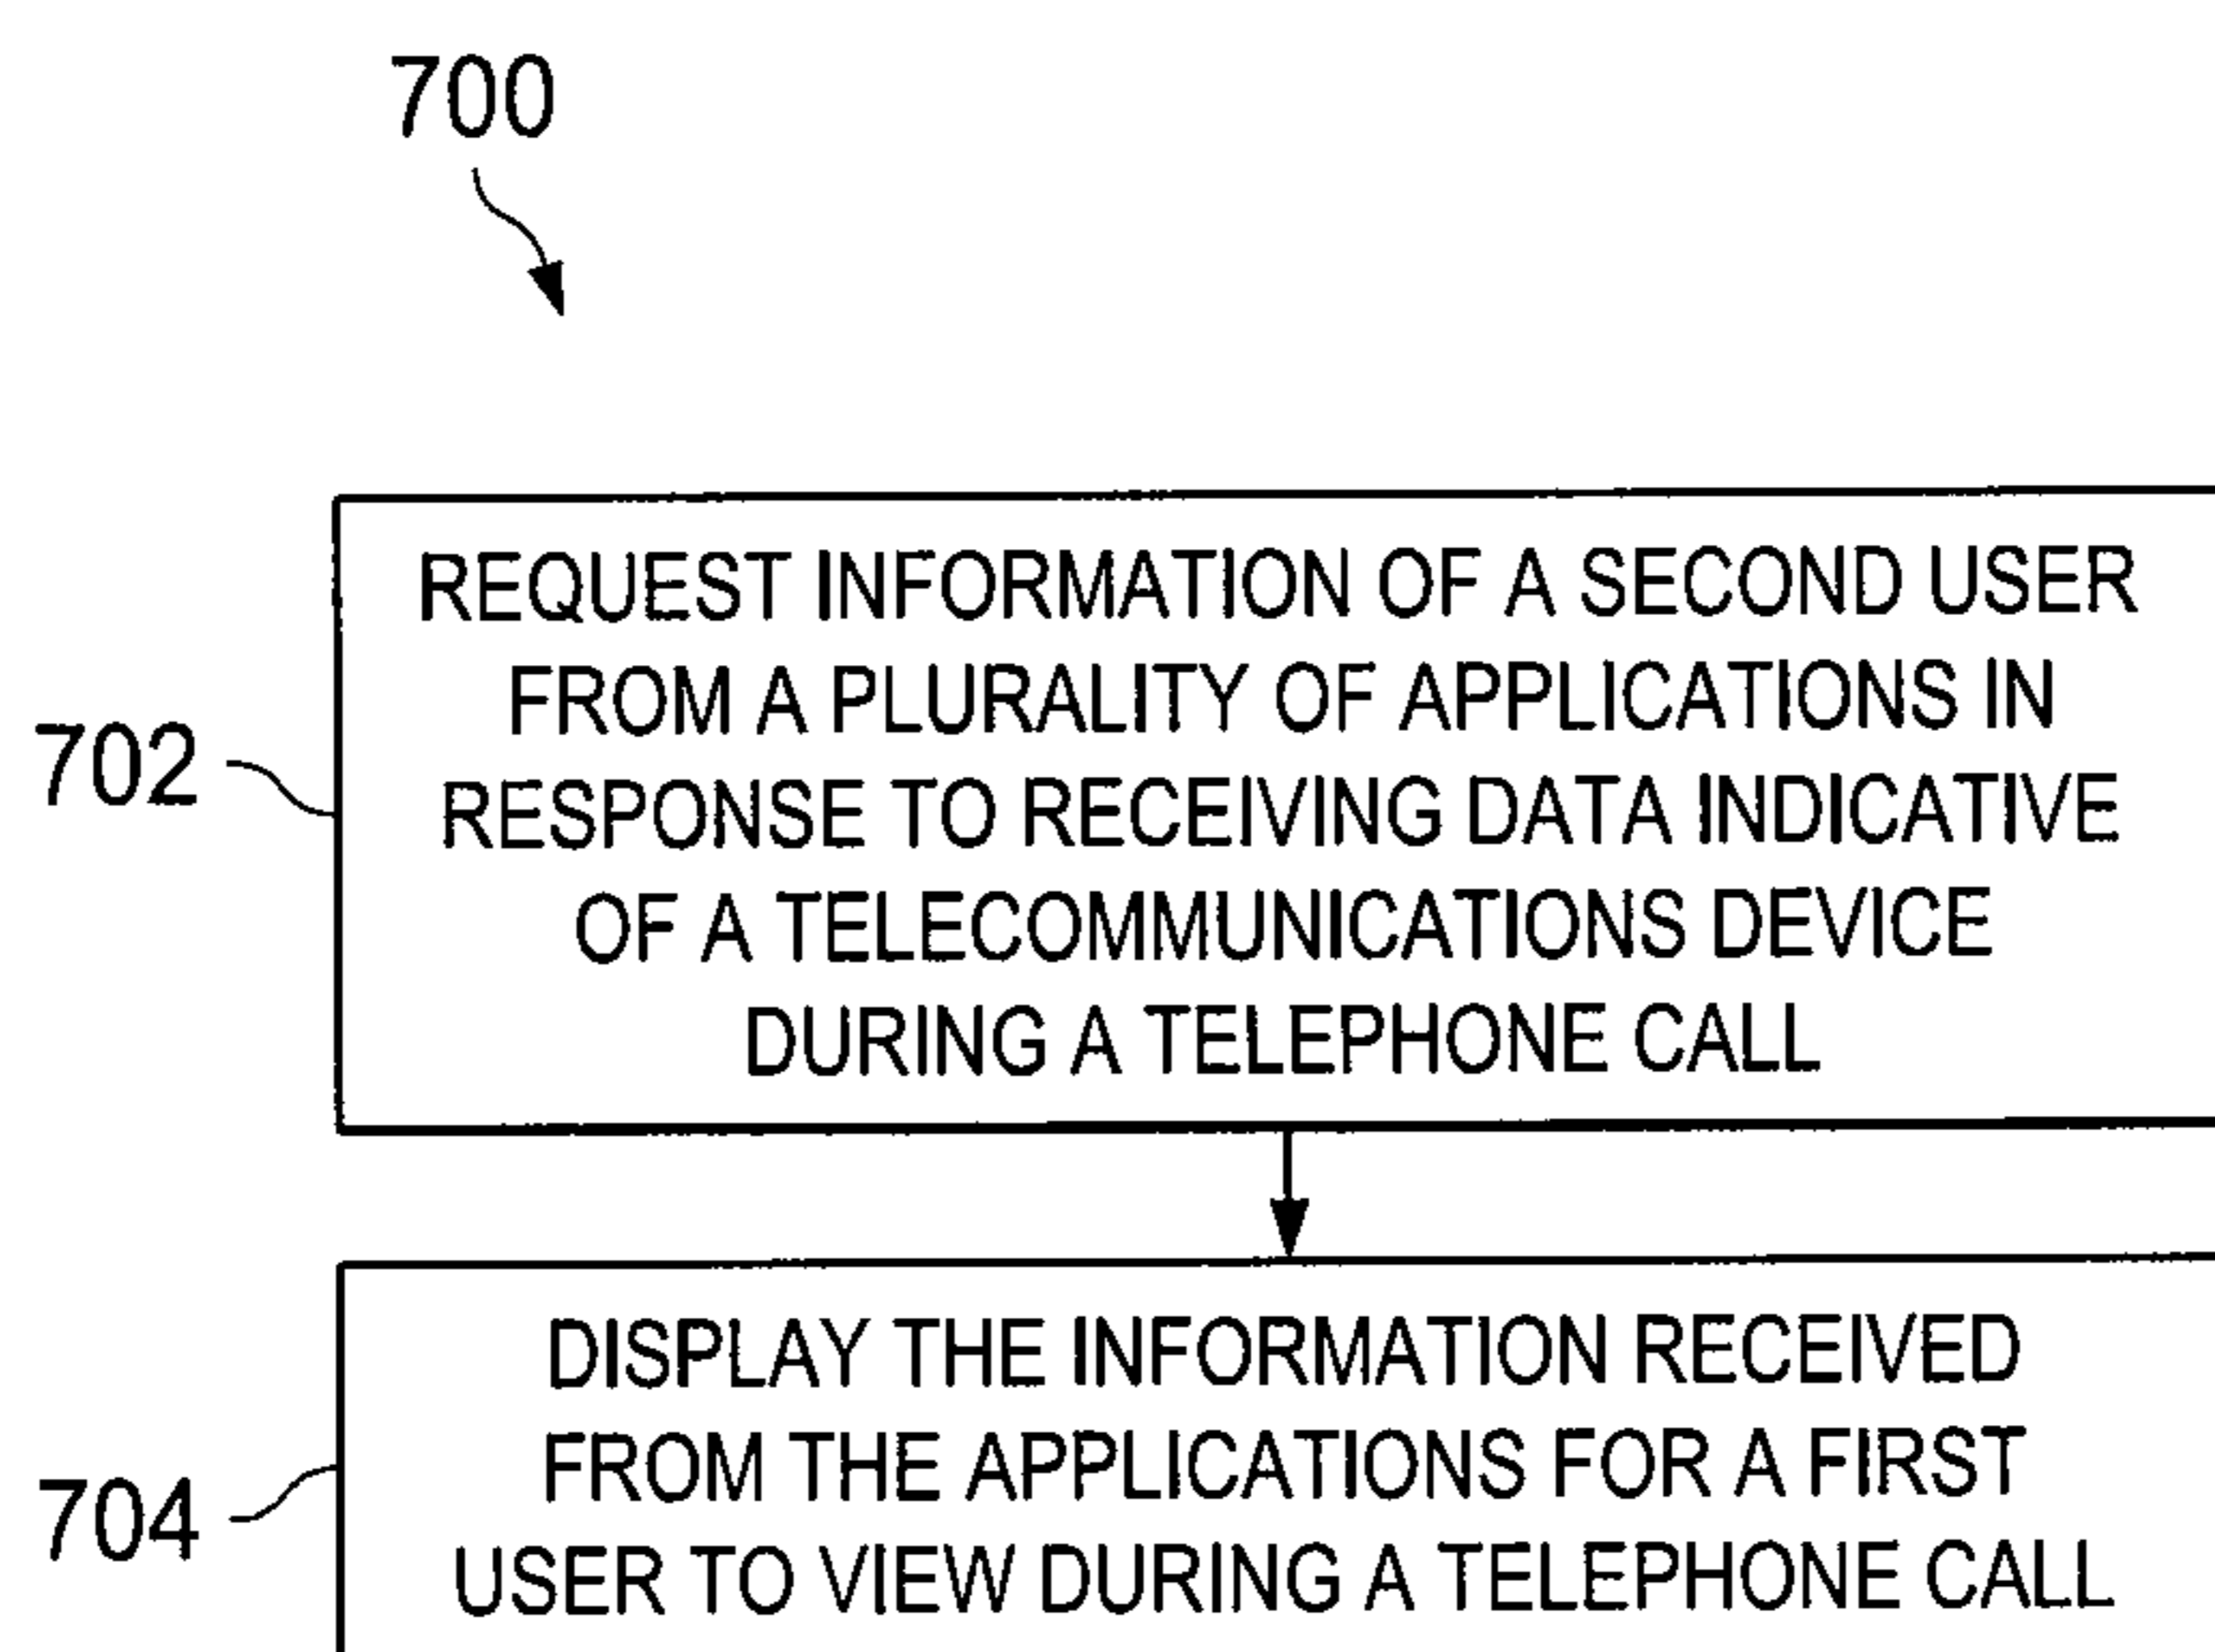 700
REQUEST INFORMATION OF A SECOND USER
FROM A PLURALITY OF APPLICATIONS IN
RESPONSE TO RECEIVING DATA INDICATIVE
OF A TELECOMMUNICATIONS DEVICE
DURING A TELEPHONE CALL
702
DISPLAY THE INFORMATION RECEIVED
FROM THE APPLICATIONS FOR A FIRST
USER TO VIEW DURING A TELEPHONE CALL
704